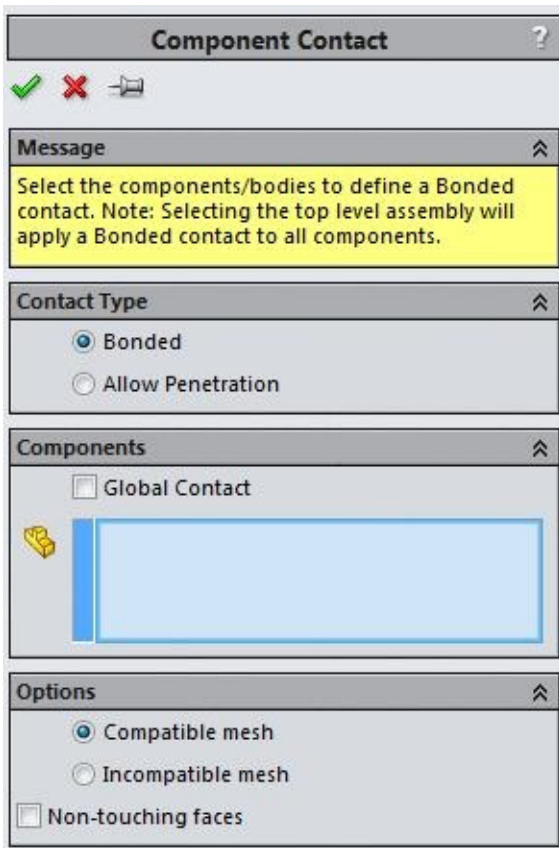 Component Contact ?
Message
Select the components/bodies to define a Bonded
contact. Note: Selecting the top level assembly will
apply a Bonded contact to all components.
Contact Type
Bonded
Allow Penetration
Components
Global Contact
Options
Compatible mesh
Incompatible mesh
Non-touching faces